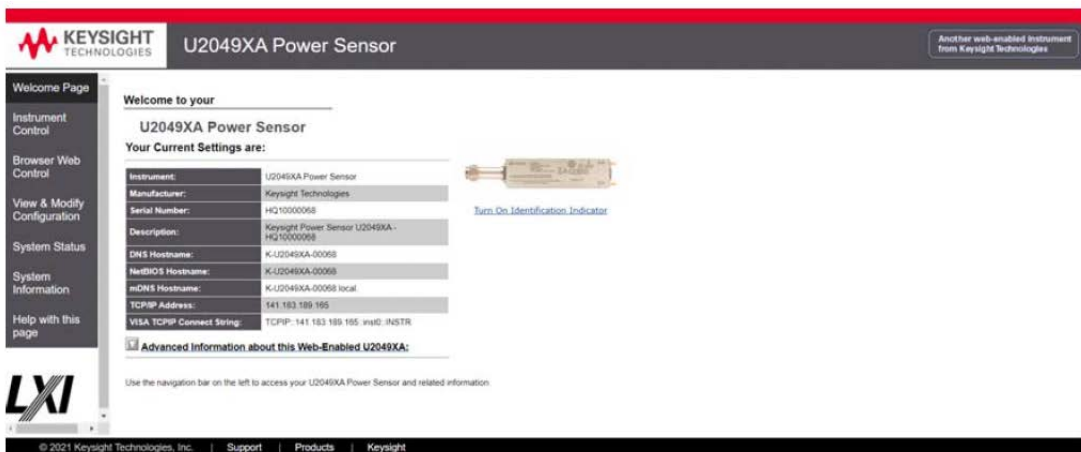 KEYSIGHT
TECHNOLOGIES
U2049XA Power Sensor
Another web-enabled Instrument
from Keysight Technologies
Welcome Page
Instrument
Control
Browser Web
Control
View & Modify
Configuration
System Status
System
Information
Help with this
page
LXI
Welcome to your
U2049XA Power Sensor
Your Current Settings are:
Instrument: U2049XA Power Sensor
Manufacturer: Keysight Technologies
Serial Number: HQ10000068
Description: Keysight Power Sensor U2049XA -
HQ10000068
DNS Hostname: K-U2049XA-00068
NetBIOS Hostname: K-U2049XA-00068
mDNS Hostname: K-U2049XA-00068.local.
TCP/IP Address: 141.183.189.165
VISA TCPIP Connect String: TCPIP::141.183.189.165::inst0::INSTR
Turn On Identification Indicator
Advanced Information about this Web-Enabled U2049XA:
Use the navigation bar on the left to access your U2049XA Power Sensor and related information.
© 2021 Keysight Technologies, Inc. | Support | Products | Keysight